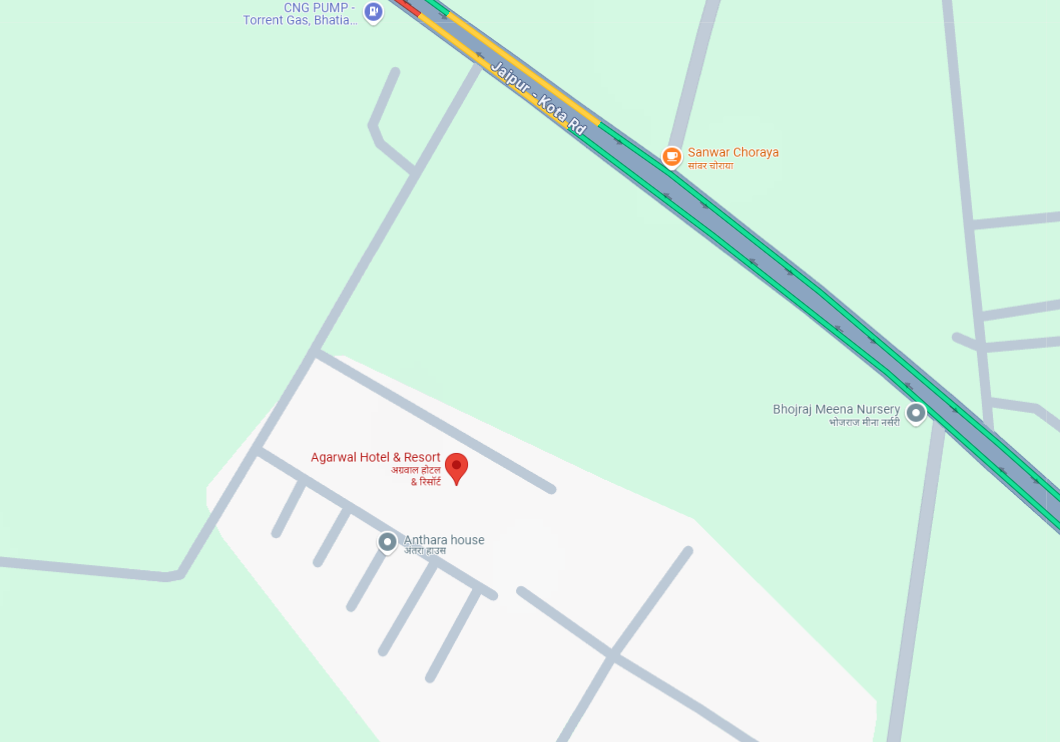 CNG PUMP -
Torrent Gas, Bhatia...
Jaipur - Kota Rd
Sanwar Choraya
सांवर चोराया
Bhojraj Meena Nursery
भोजराज मीना नर्सरी
Agarwal Hotel & Resort
अग्रवाल होटल
& रिसॉर्ट
Anthara house
अंतरा हाउस